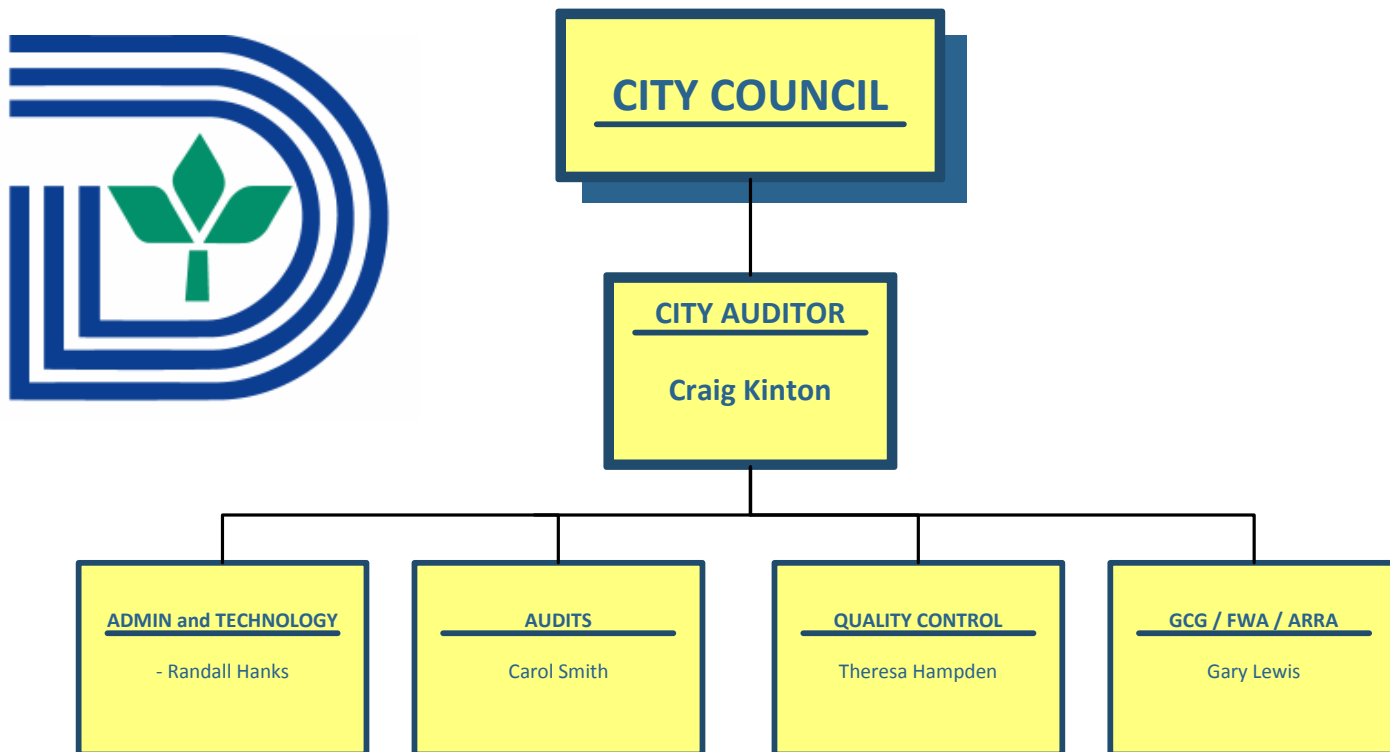 CITY COUNCIL
CITY AUDITOR
Craig Kinton
ADMIN and TECHNOLOGY
- Randall Hanks
AUDITS
Carol Smith
QUALITY CONTROL
Theresa Hampden
GCG / FWA / ARRA
Gary Lewis